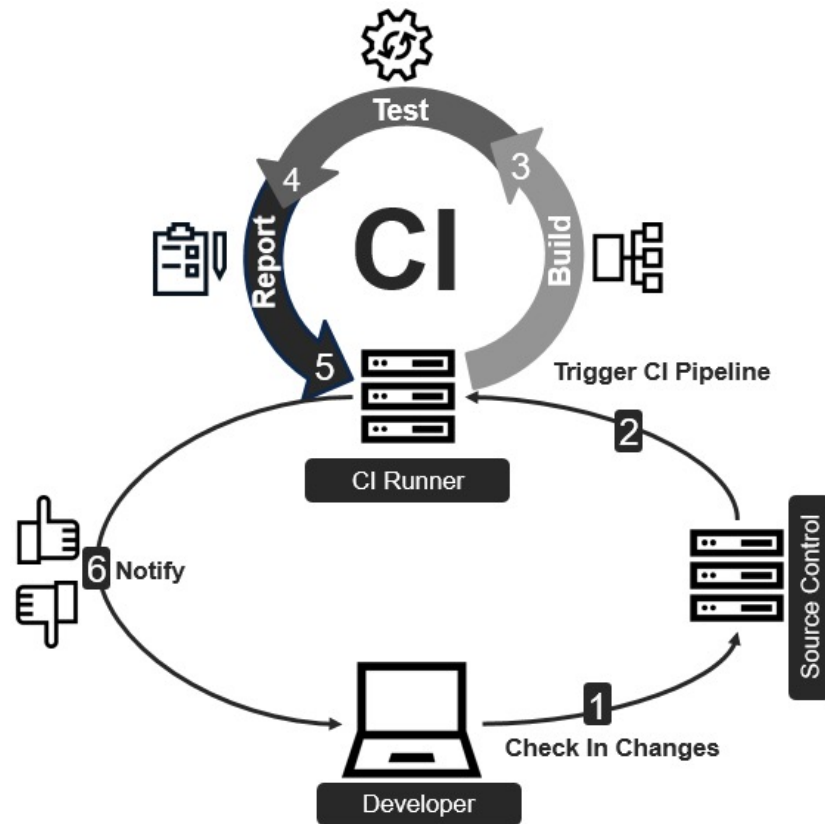 Test
4
3
CI
Report
Build
5
Trigger CI Pipeline
2
CI Runner
Source Control
6 Notify
1
Check In Changes
Developer